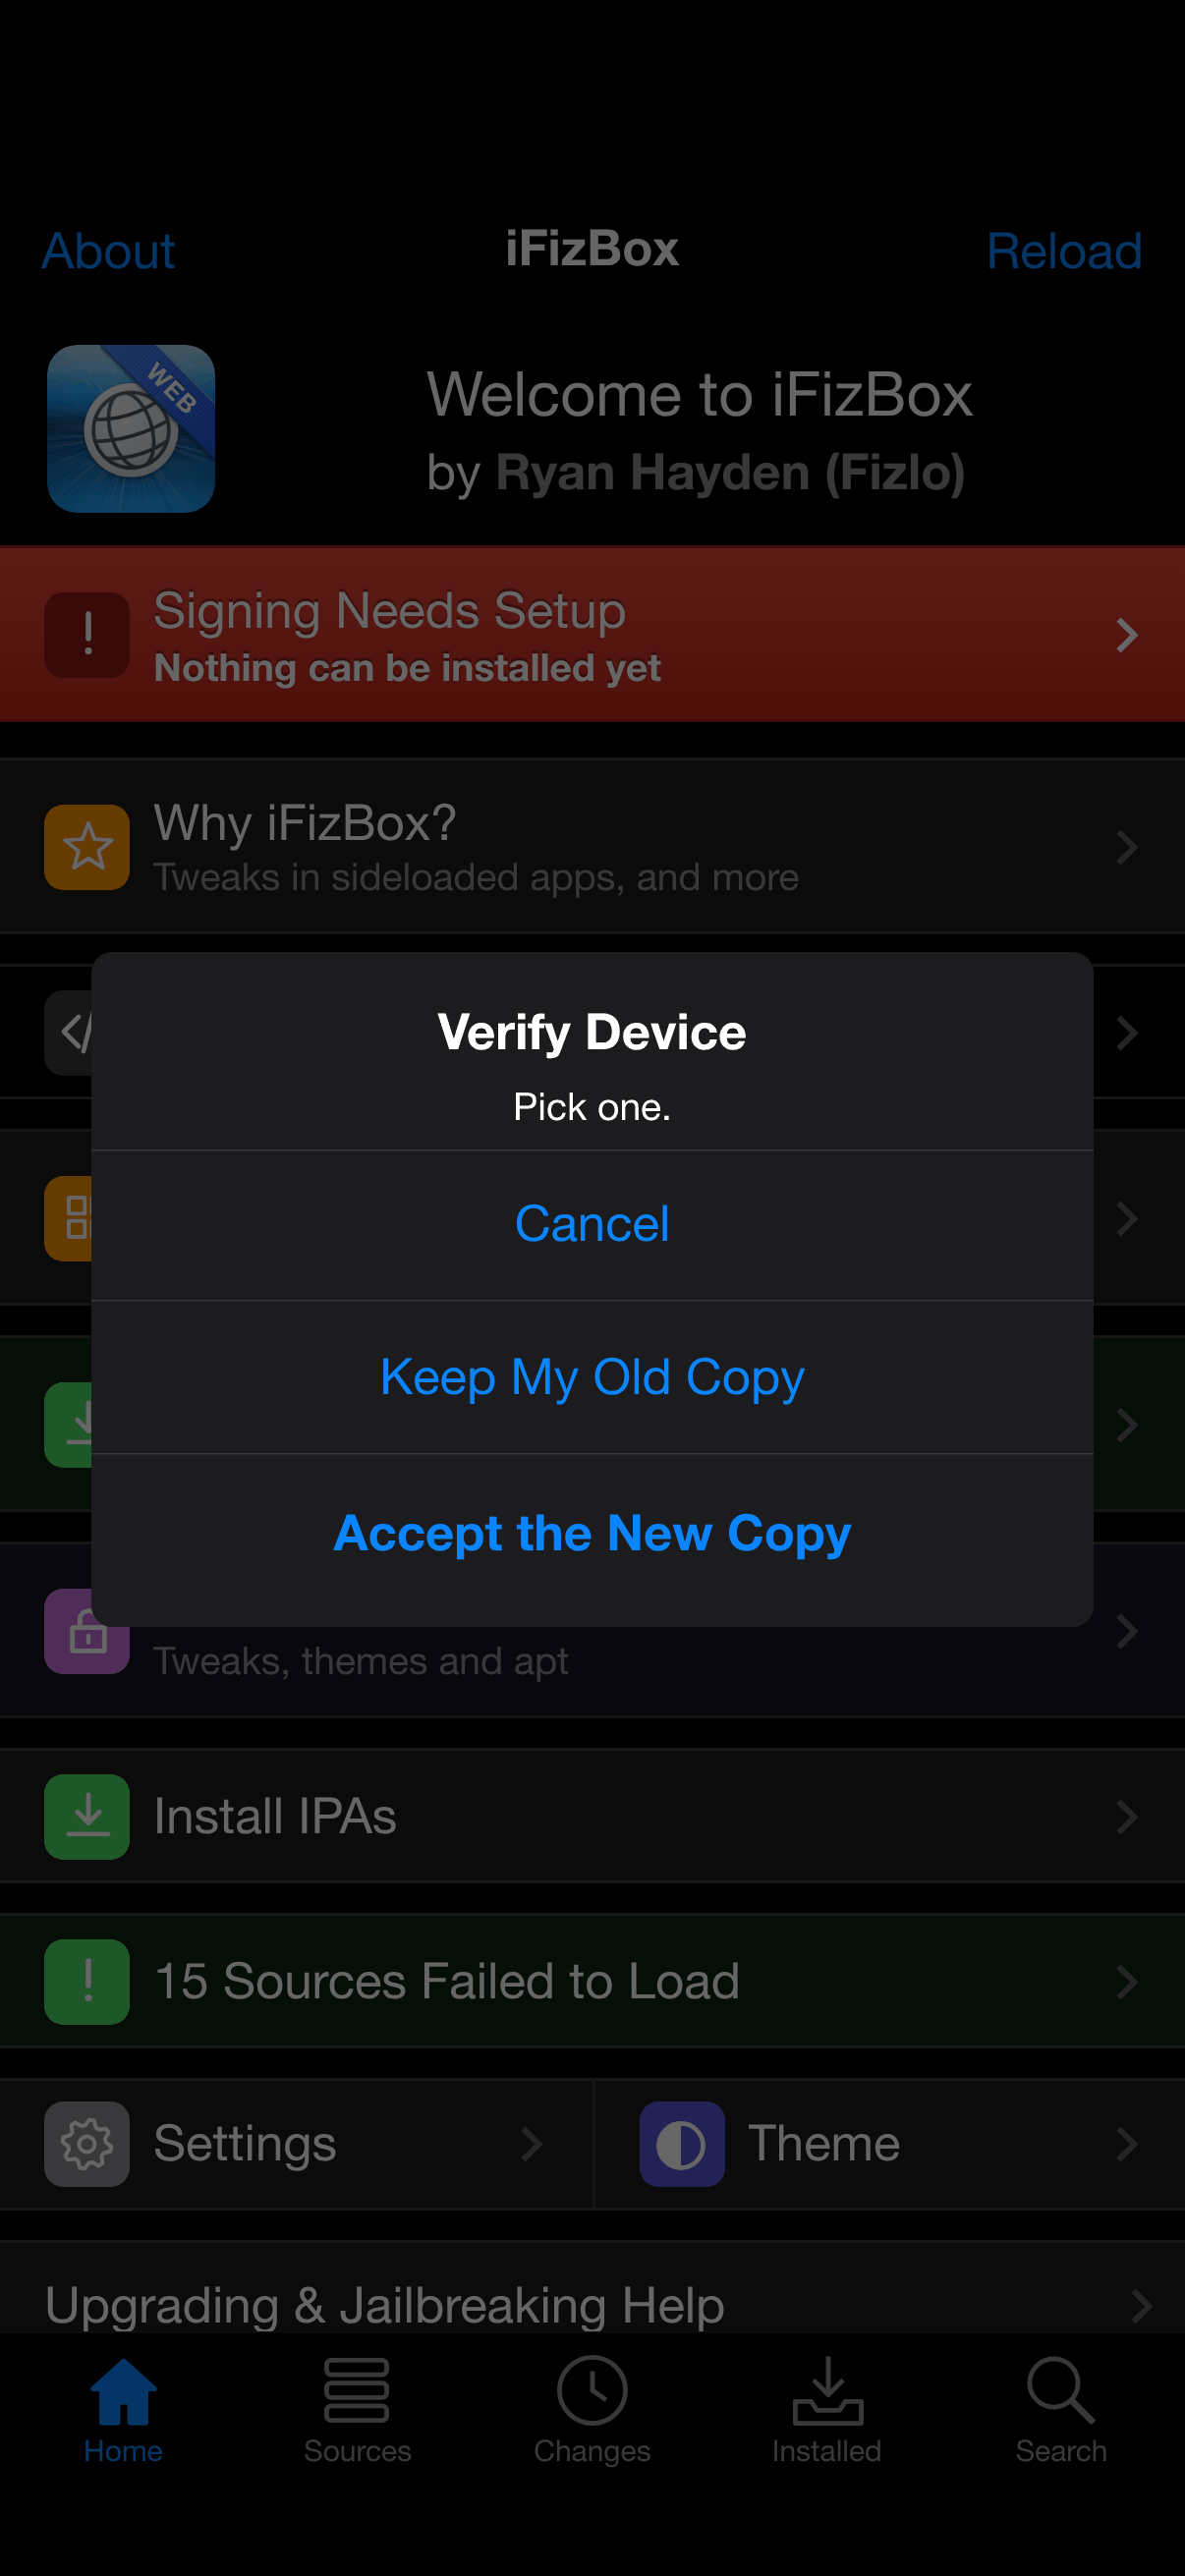 About
iFizBox
Reload
WEB
Welcome to iFizBox
by Ryan Hayden (Fizlo)
Signing Needs Setup
Nothing can be installed yet
Why iFizBox?
Tweaks in sideloaded apps, and more
Verify Device
Pick one.
Cancel
Keep My Old Copy
Accept the New Copy
Tweaks, themes and apt
Install IPAs
15 Sources Failed to Load
Settings
Theme
Upgrading & Jailbreaking Help
Home
Sources
Changes
Installed
Search